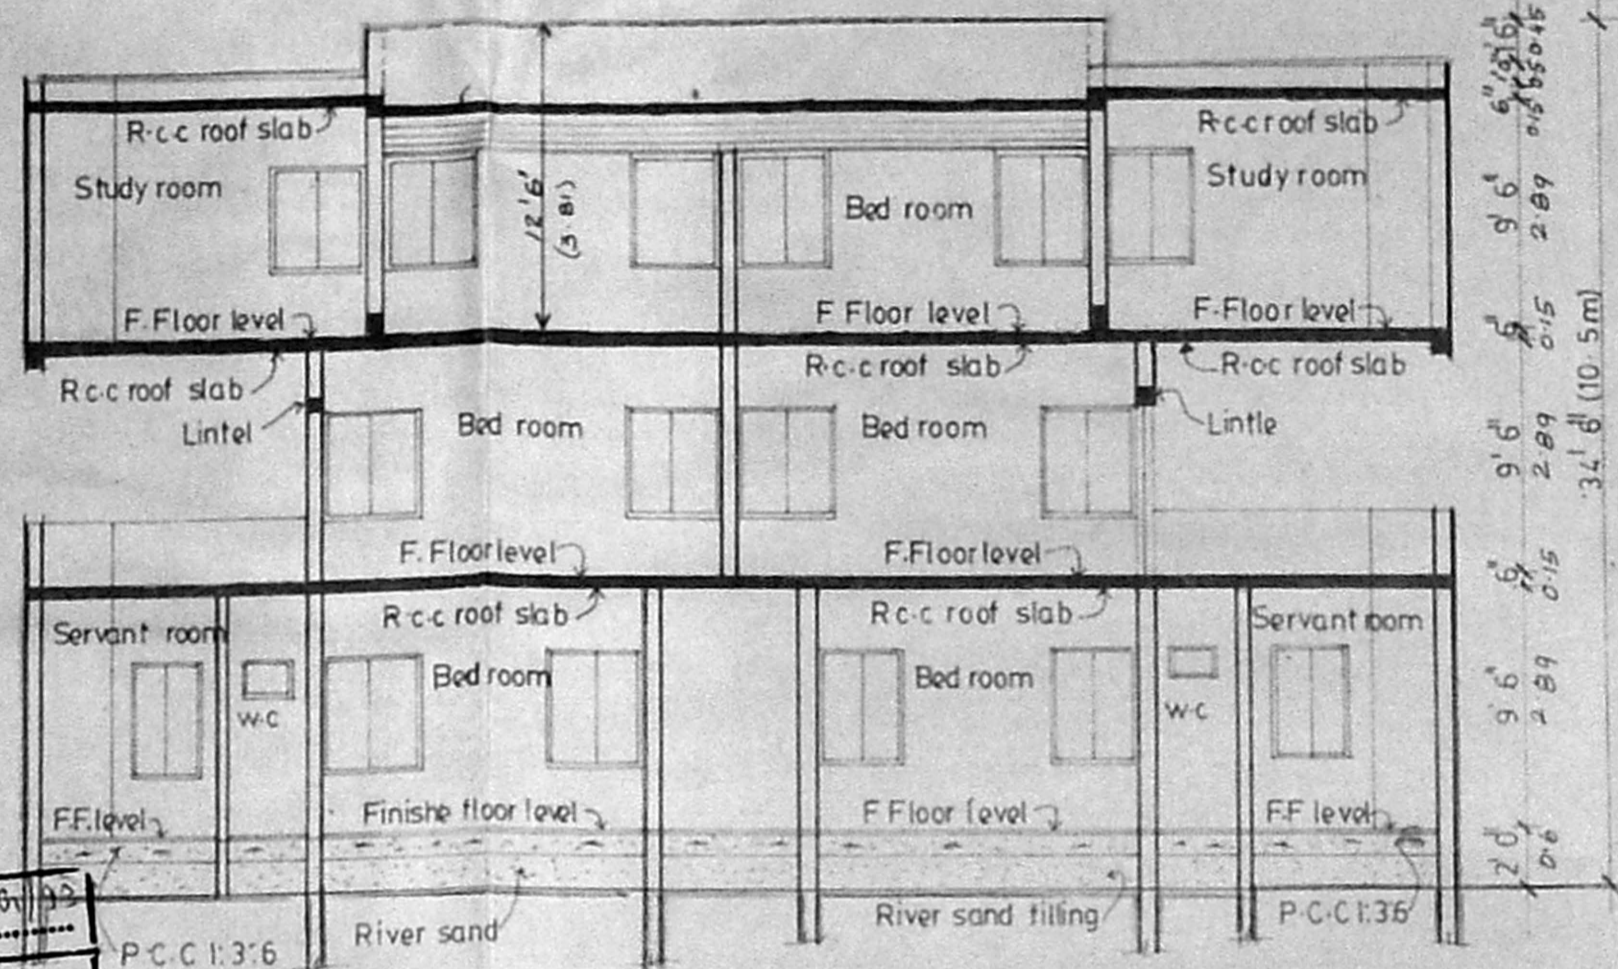 R.c.c roof slab
R.c.c roof slab
Study room
Study room
Bed room
12'6'
(3.81)
F. Floor level
F Floor level
F-Floor level
R.c.c roof slab
R.c.c roof slab
R.c.c roof slab
Lintel
Bed room
Bed room
Lintle
F. Floor level
F.Floor level
R.c.c roof slab
R.c.c roof slab
Servant room
Servant room
Bed room
Bed room
W.C
W.C
F.F. level
Finishe floor level
F Floor level
F.F level
River sand
River sand filling
P.C.C 1:3:6
P.C.C 1:3:6
6"
0.15
9' 6"
2.89
6"
0.15
9' 6"
2.89
6"
0.15
9' 6"
2.89
2' 0"
0.6
34' 6" (10.5m)